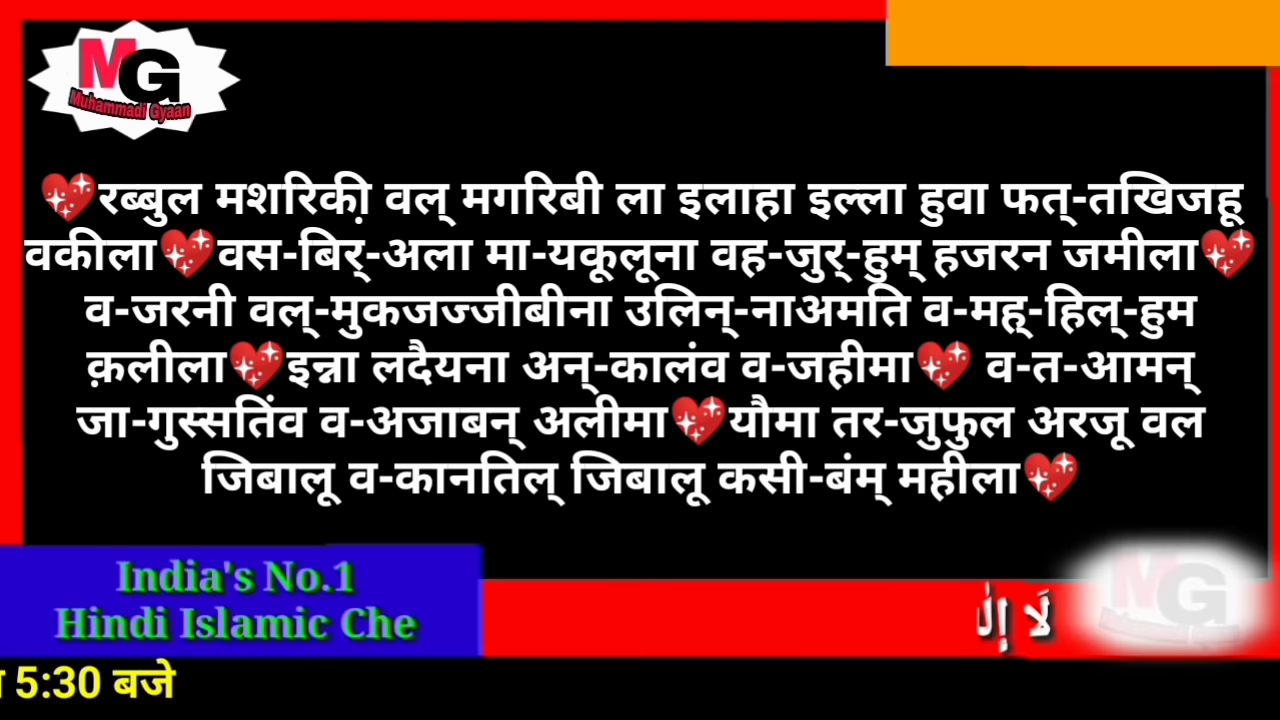 MG
Muhammadi Gyaan
💖रब्बुल मशरिकी़ वल् मगरिबी ला इलाहा इल्ला हुवा फत्-तखिजहू
वकीला💖वस-बिर्-अला मा-यकूलूना वह-जुर्-हुम् हजरन जमीला💖
व-जरनी वल्-मुकजज्जीबीना उलिन्-नाअमति व-मह्-हिल्-हुम
क़लीला💖इन्ना लदैयना अन्-कालंव व-जहीमा💖 व-त-आमन्
जा-गुस्सतिंव व-अजाबन् अलीमा💖यौमा तर-जुफुल अरजू वल
जिबालू व-कानतिल् जिबालू कसी-बंम् महीला💖
India's No.1
Hindi Islamic Che
لَا
MG
5:30 बजे